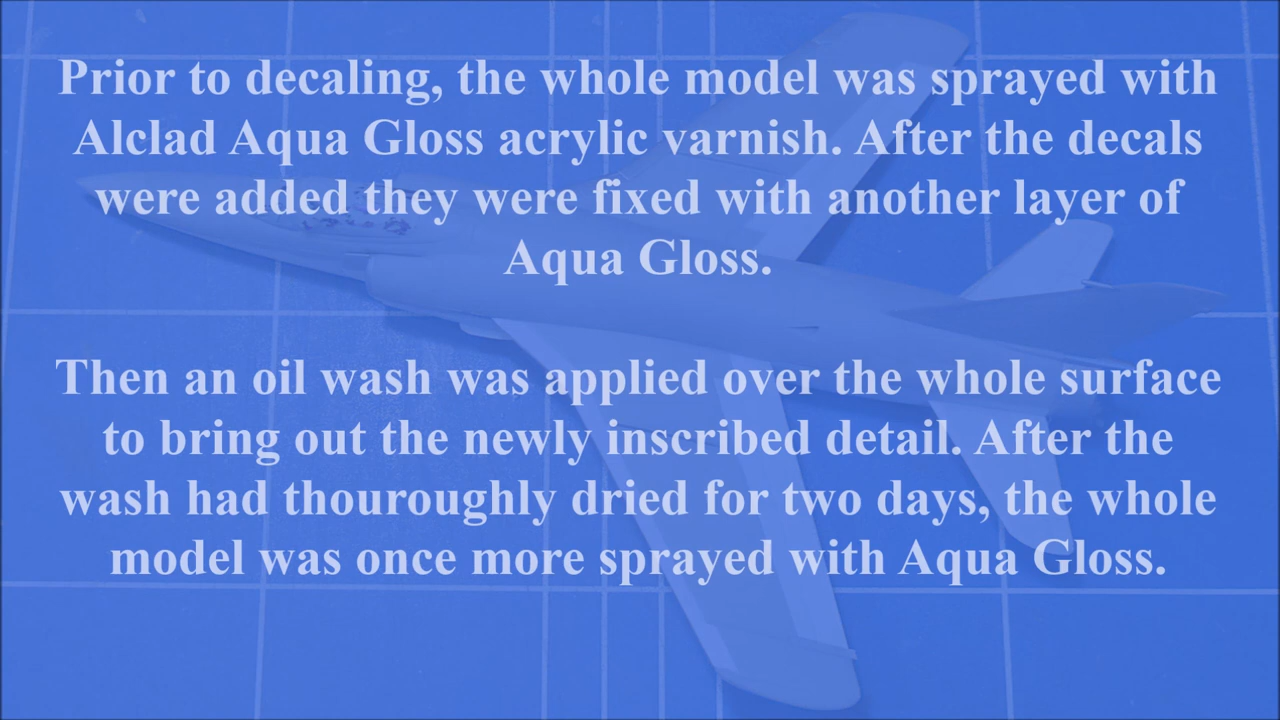 Prior to decaling, the whole model was sprayed with
Alclad Aqua Gloss acrylic varnish. After the decals
were added they were fixed with another layer of
Aqua Gloss.
Then an oil wash was applied over the whole surface
to bring out the newly inscribed detail. After the
wash had thouroughly dried for two days, the whole
model was once more sprayed with Aqua Gloss.